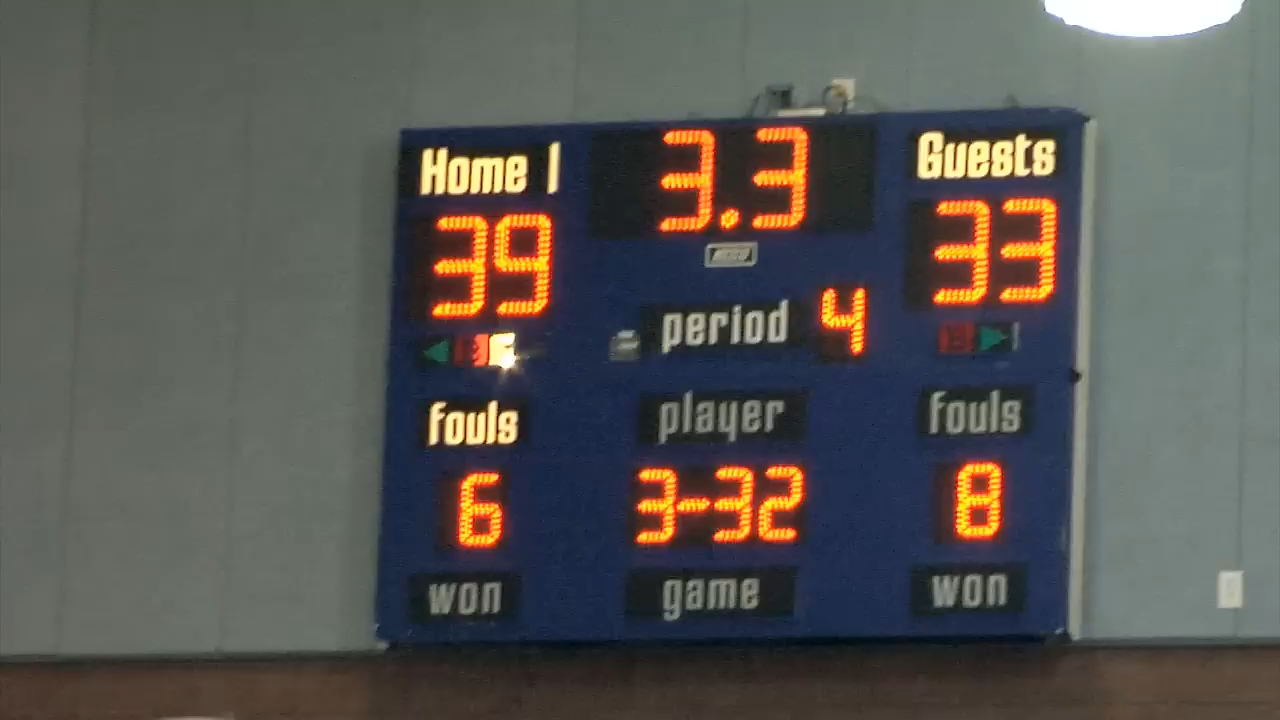 Home 1
3.3
Guests
39
33
period 4
fouls
player
fouls
6
3-32
8
won
game
won